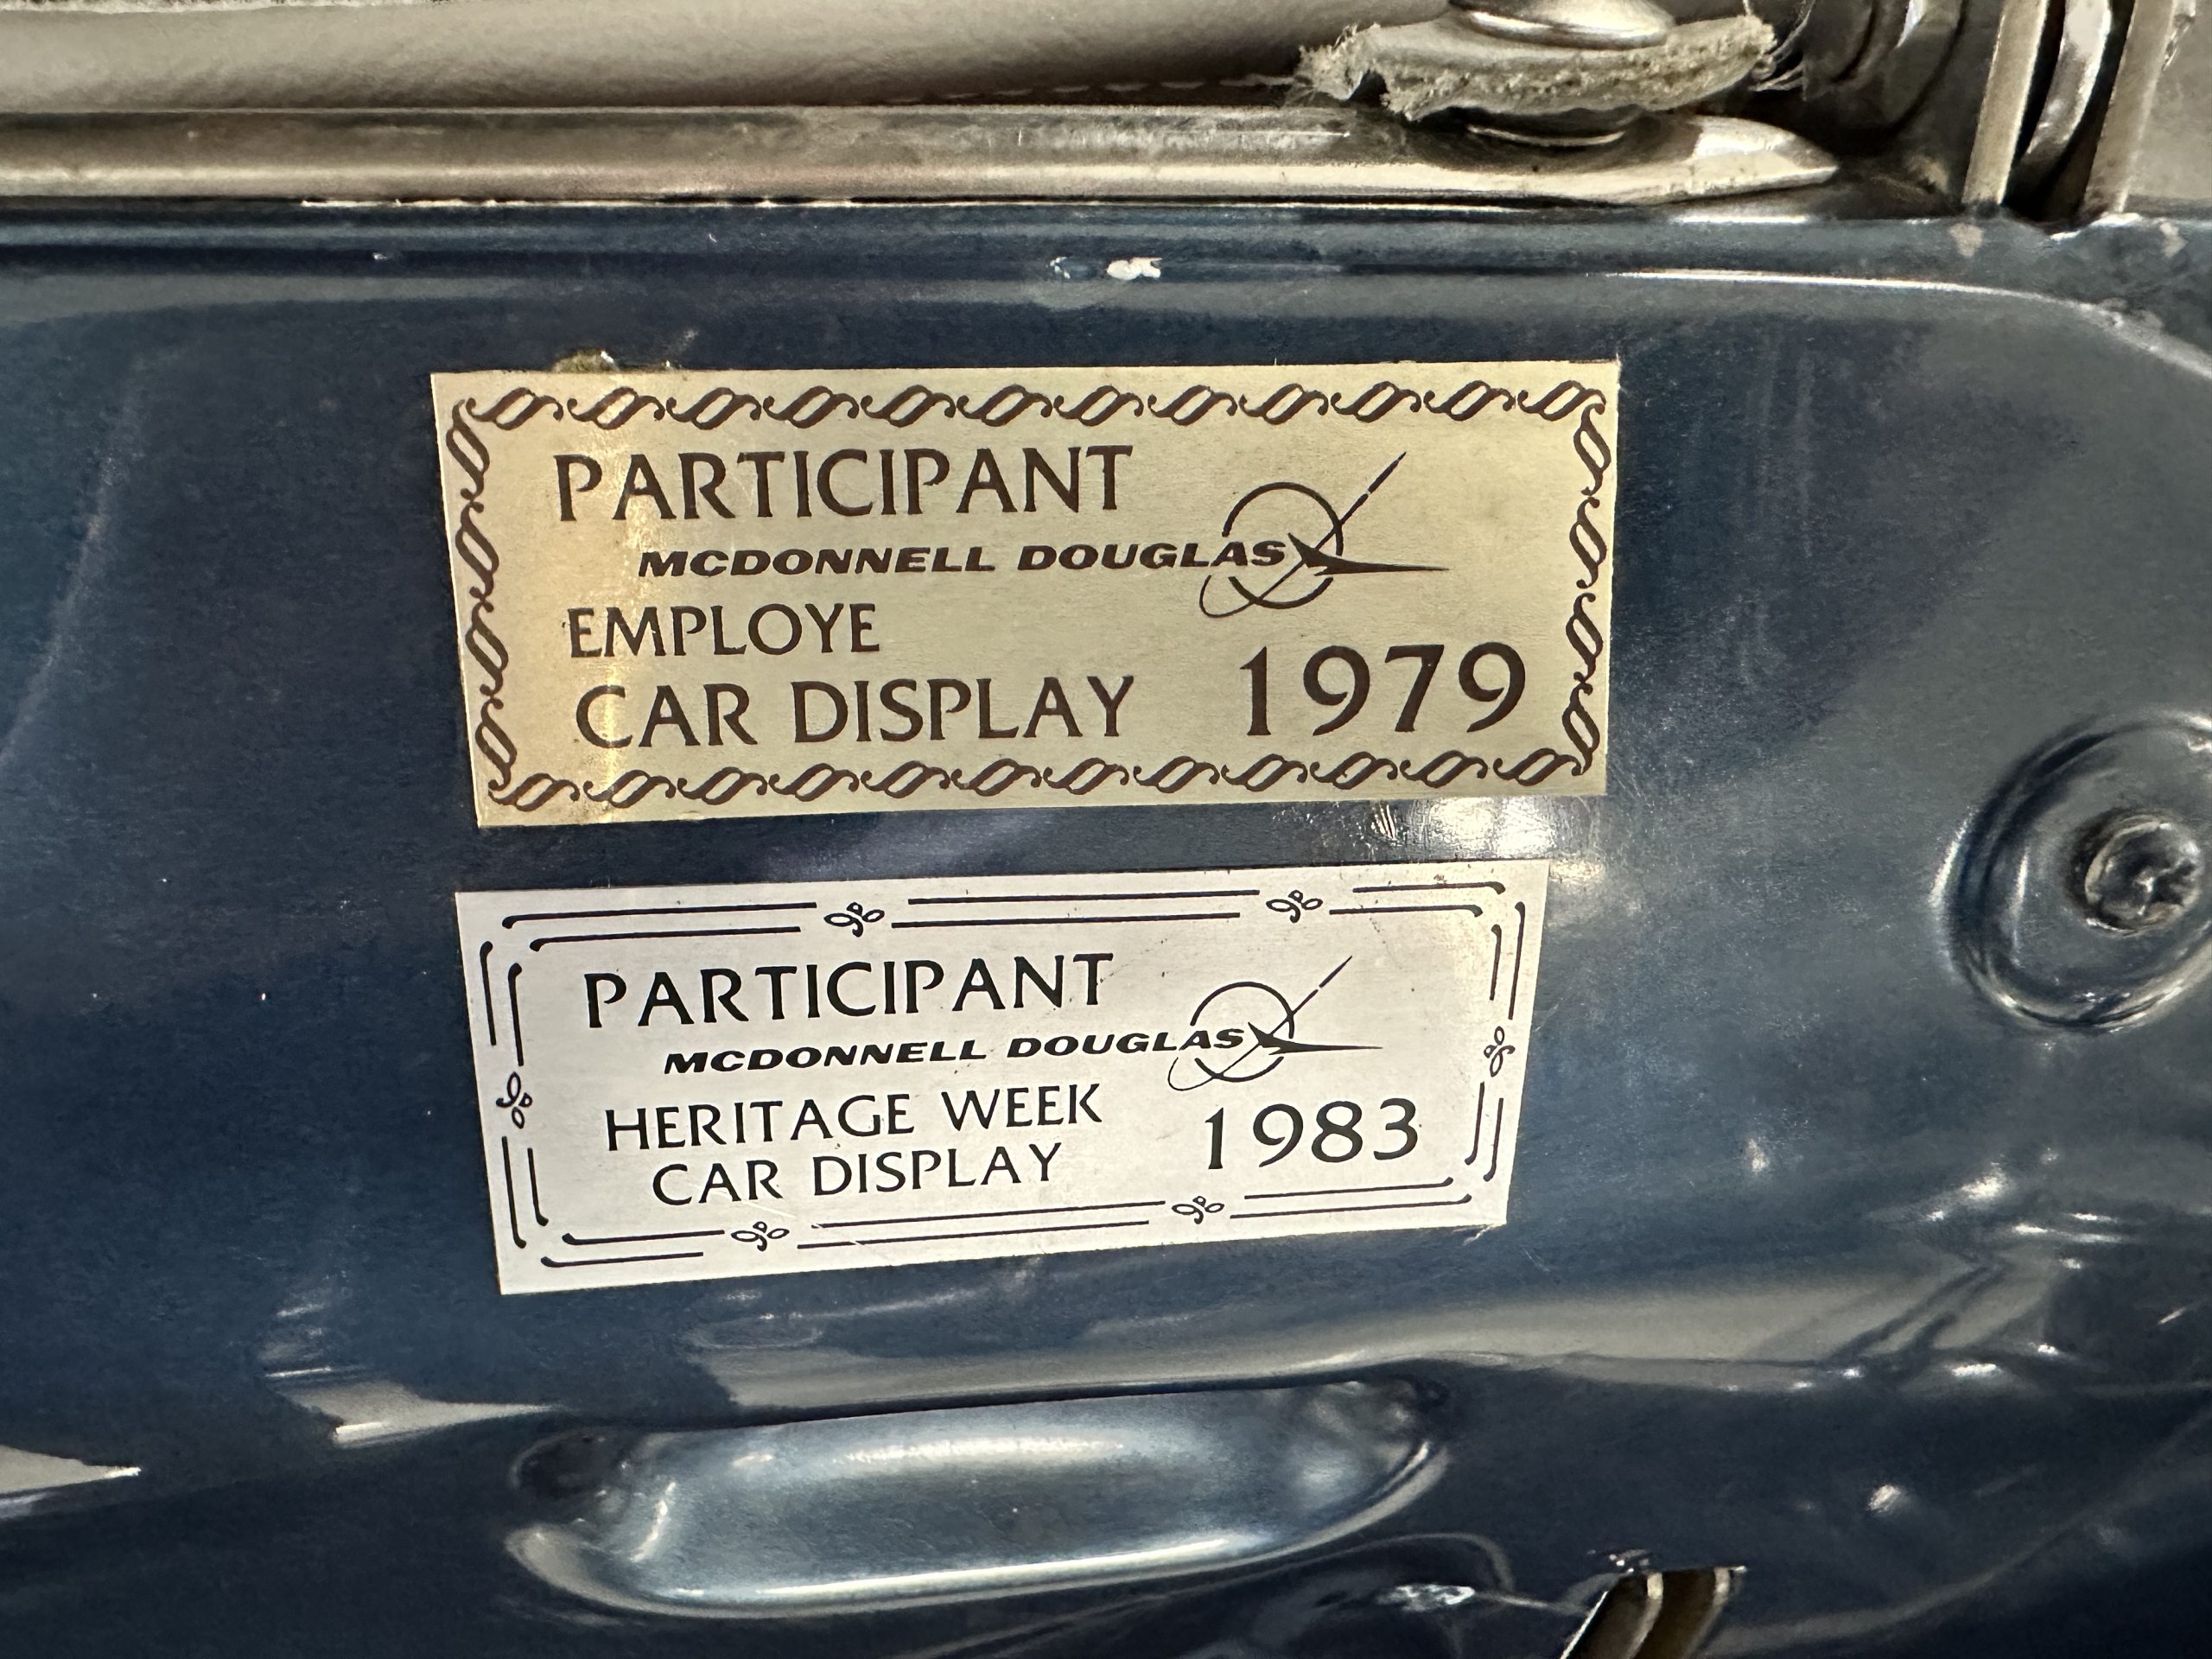 PARTICIPANT
MCDONNELL DOUGLAS
EMPLOYE
CAR DISPLAY 1979
PARTICIPANT
MCDONNELL DOUGLAS
HERITAGE WEEK
CAR DISPLAY 1983